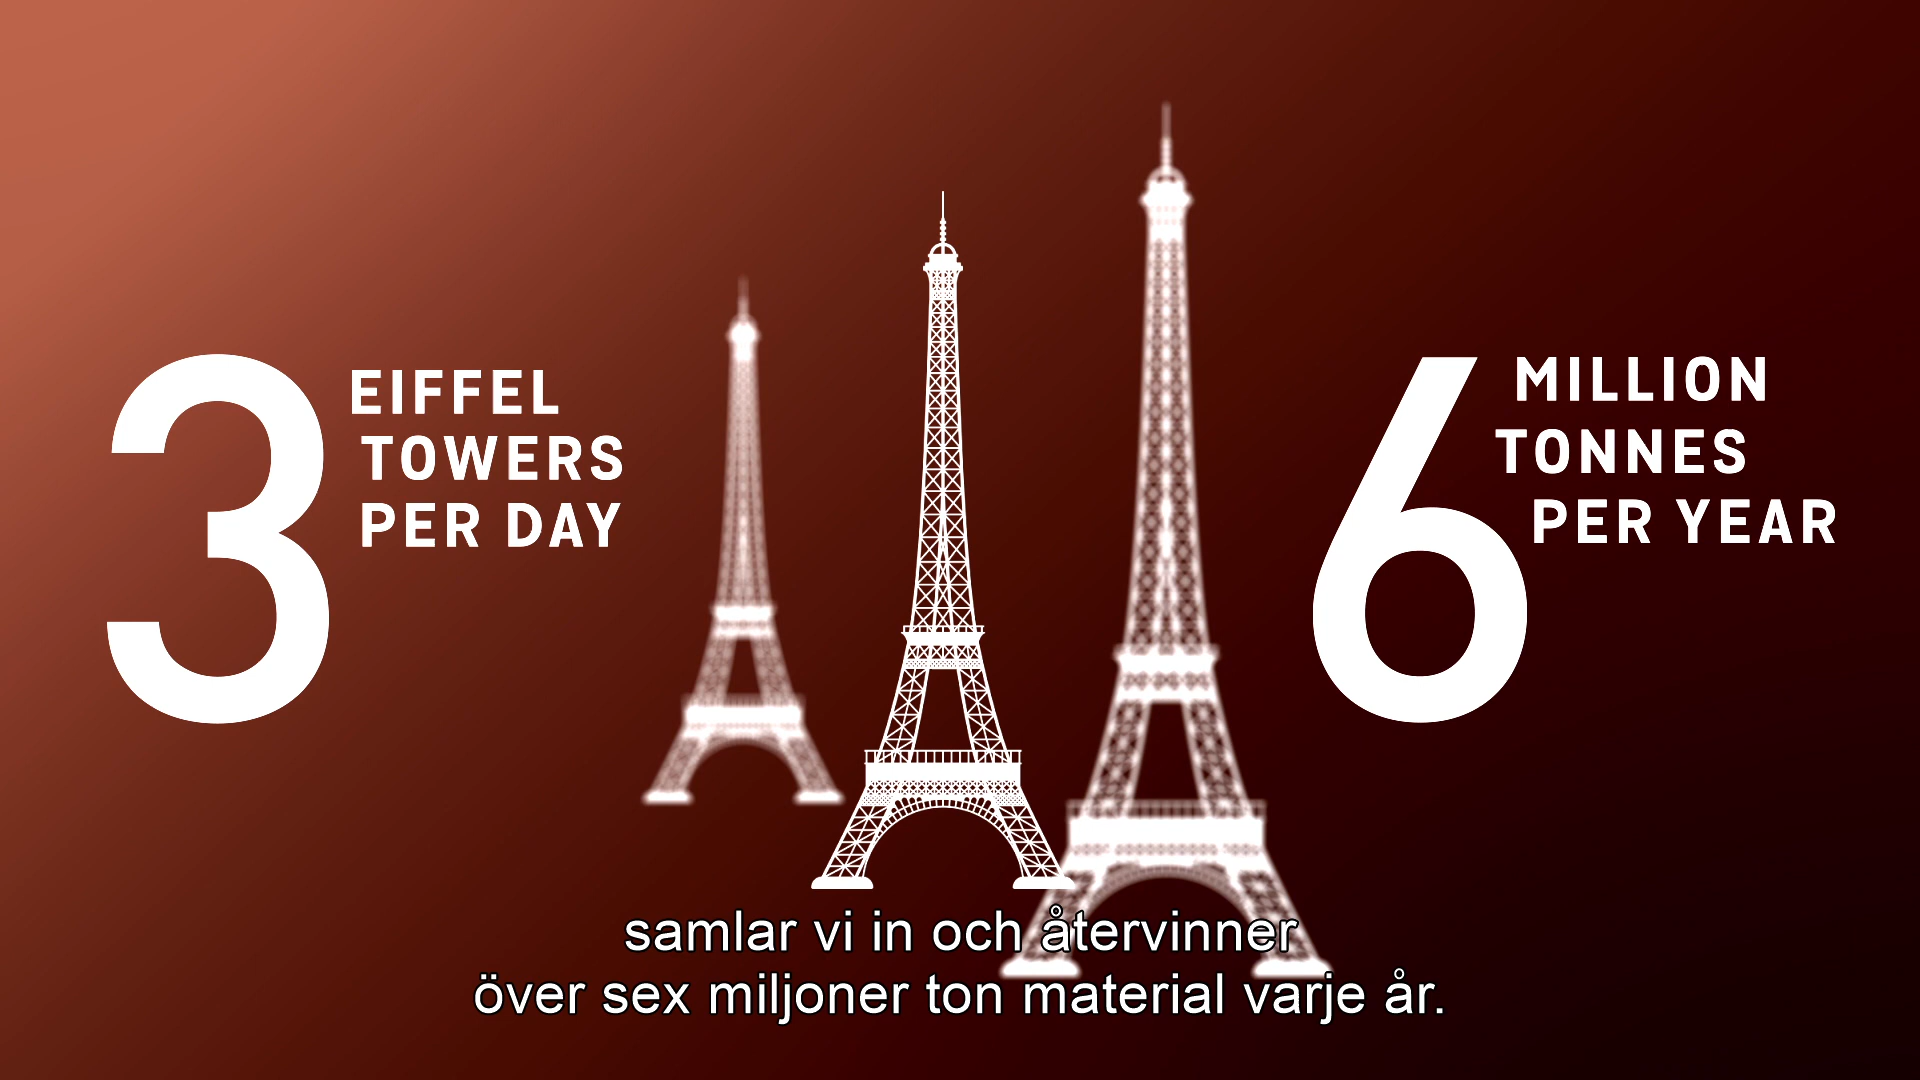 3
EIFFEL
TOWERS
PER DAY
6
MILLION
TONNES
PER YEAR
samlar vi in och återvinner
över sex miljoner ton material varje år.